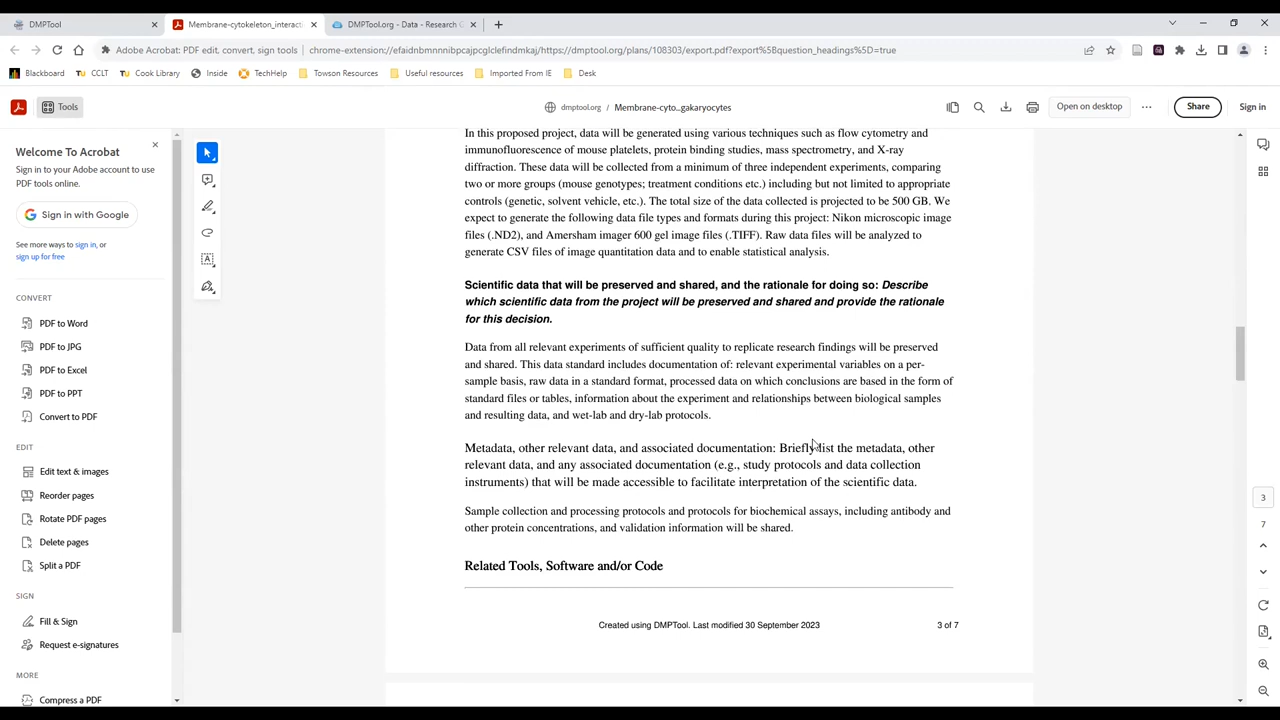 DMPTool
Membrane-cytokeleton_interacti
DMPTool.org - Data - Research G
Adobe Acrobat: PDF edit, convert, sign tools
chrome-extension://efaidnbmnnnibpcajpcglclefindmkaj/https://dmptool.org/plans/108303/export.pdf?export%5Bquestion_headings%5D=true
Blackboard
TU CCLT
TU Cook Library
Inside
TechHelp
Towson Resources
Useful resources
Imported From IE
Desk
Tools
dmptool.org / Membrane-cyto...gakaryocytes
Open on desktop
Share
Sign in
Welcome To Acrobat
Sign in to your Adobe account to use
PDF tools online.
Sign in with Google
See more ways to sign in, or
sign up for free
CONVERT
PDF to Word
PDF to JPG
PDF to Excel
PDF to PPT
Convert to PDF
EDIT
Edit text & images
Reorder pages
Rotate PDF pages
Delete pages
Split a PDF
SIGN
Fill & Sign
Request e-signatures
MORE
Compress a PDF
In this proposed project, data will be generated using various techniques such as flow cytometry and
immunofluorescence of mouse platelets, protein binding studies, mass spectrometry, and X-ray
diffraction. These data will be collected from a minimum of three independent experiments, comparing
two or more groups (mouse genotypes; treatment conditions etc.) including but not limited to appropriate
controls (genetic, solvent vehicle, etc.). The total size of the data collected is projected to be 500 GB. We
expect to generate the following data file types and formats during this project: Nikon microscopic image
files (.ND2), and Amersham imager 600 gel image files (.TIFF). Raw data files will be analyzed to
generate CSV files of image quantitation data and to enable statistical analysis.
Scientific data that will be preserved and shared, and the rationale for doing so: Describe
which scientific data from the project will be preserved and shared and provide the rationale
for this decision.
Data from all relevant experiments of sufficient quality to replicate research findings will be preserved
and shared. This data standard includes documentation of: relevant experimental variables on a per-
sample basis, raw data in a standard format, processed data on which conclusions are based in the form of
standard files or tables, information about the experiment and relationships between biological samples
and resulting data, and wet-lab and dry-lab protocols.
Metadata, other relevant data, and associated documentation: Briefly list the metadata, other
relevant data, and any associated documentation (e.g., study protocols and data collection
instruments) that will be made accessible to facilitate interpretation of the scientific data.
Sample collection and processing protocols and protocols for biochemical assays, including antibody and
other protein concentrations, and validation information will be shared.
Related Tools, Software and/or Code
Created using DMPTool. Last modified 30 September 2023
3 of 7
3
7